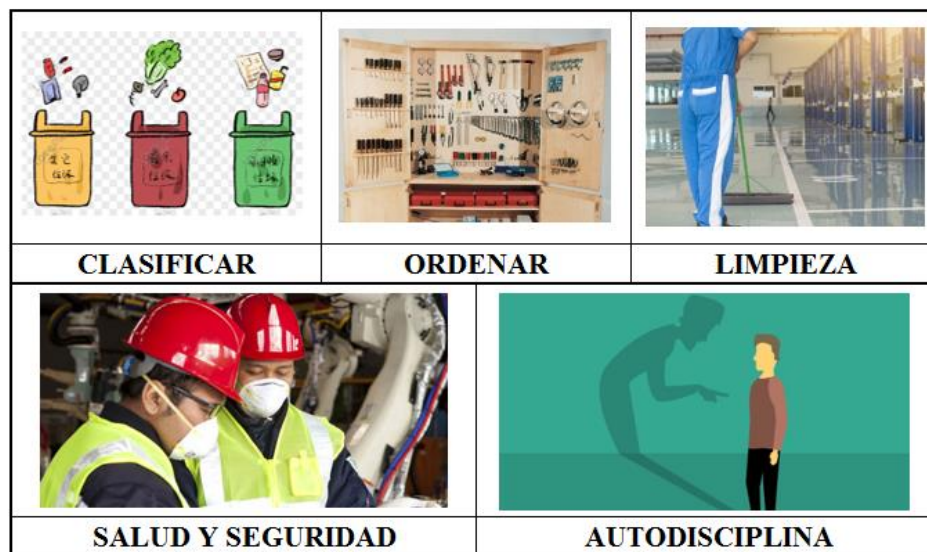 CLASIFICAR
ORDENAR
LIMPIEZA
SALUD Y SEGURIDAD
AUTODISCIPLINA